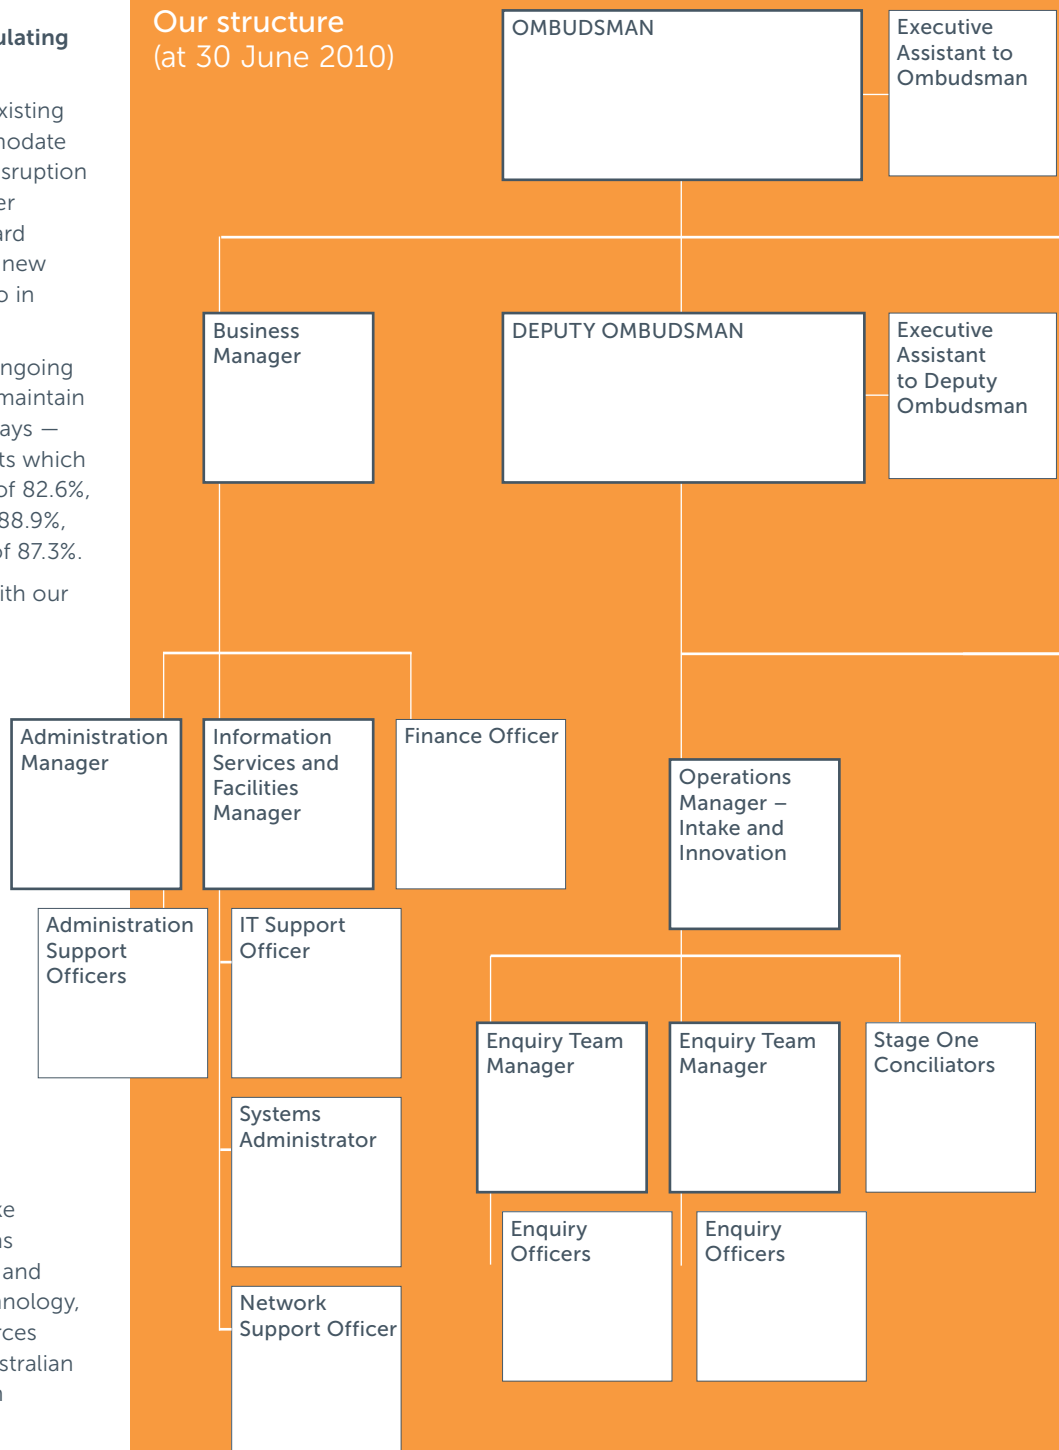 ulating
xisting
nodate
sruption
er
ard
new
o in
ngoing
maintain
ays —
ts which
of 82.6%,
88.9%,
of 87.3%.
ith our
ke
ns
and
nnology,
rces
stralian
n
Our structure
(at 30 June 2010)
OMBUDSMAN
Executive
Assistant to
Ombudsman
Business
Manager
DEPUTY OMBUDSMAN
Executive
Assistant
to Deputy
Ombudsman
Administration
Manager
Information
Services and
Facilities
Manager
Finance Officer
Operations
Manager –
Intake and
Innovation
Administration
Support
Officers
IT Support
Officer
Enquiry Team
Manager
Enquiry Team
Manager
Stage One
Conciliators
Systems
Administrator
Enquiry
Officers
Enquiry
Officers
Network
Support Officer